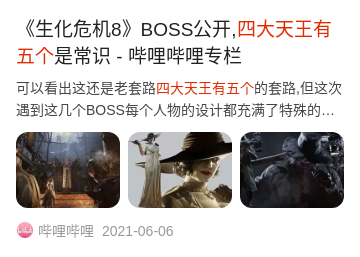 《生化危机8》BOSS公开,四大天王有
五个是常识 - 哔哩哔哩专栏
可以看出这还是老套路四大天王有五个的套路,但这次
遇到这几个BOSS每个人物的设计都充满了特殊的…
哔哩哔哩 2021-06-06